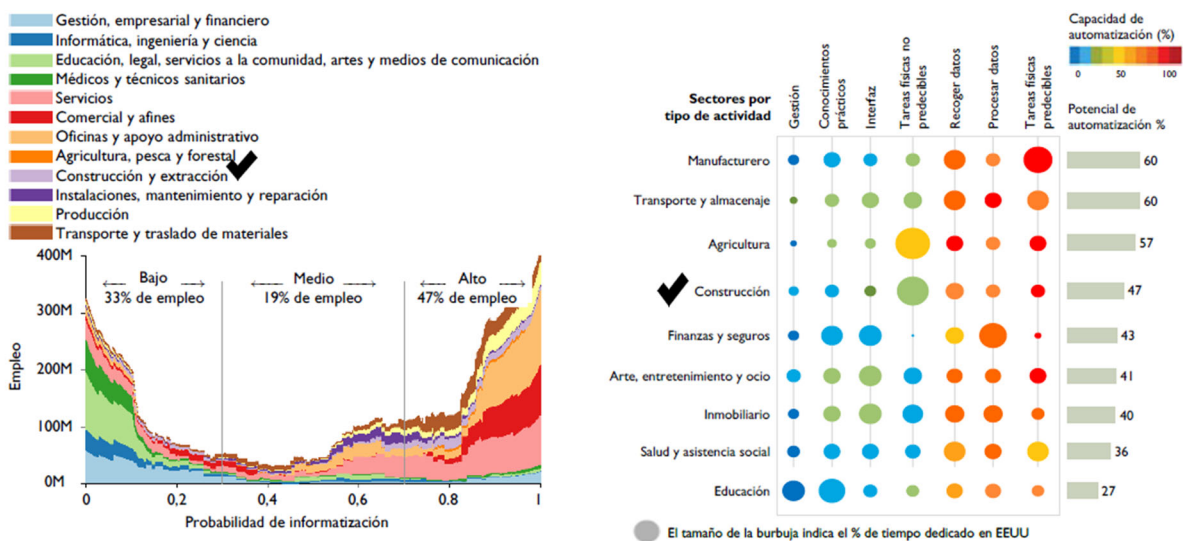 Gestión, empresarial y financiero
Informática, ingeniería y ciencia
Educación, legal, servicios a la comunidad, artes y medios de comunicación
Médicos y técnicos sanitarios
Servicios
Comercial y afines
Oficinas y apoyo administrativo
Agricultura, pesca y forestal
Construcción y extracción
Instalaciones, mantenimiento y reparación
Producción
Transporte y traslado de materiales
400M
300M
200M
100M
0M
Empleo
Bajo
33% de empleo
Medio
19% de empleo
Alto
47% de empleo
0
0,2
0,4
0,6
0,8
1
Probabilidad de informatización
Capacidad de
automatización (%)
0 50 100
Sectores por
tipo de actividad
Gestión
Conocimientos
prácticos
Interfaz
Tareas físicas no
predecibles
Recoger datos
Procesar datos
Tareas físicas
predecibles
Potencial de
automatización %
Manufacturero 60
Transporte y almacenaje 60
Agricultura 57
Construcción 47
Finanzas y seguros 43
Arte, entretenimiento y ocio 41
Inmobiliario 40
Salud y asistencia social 36
Educación 27
El tamaño de la burbuja indica el % de tiempo dedicado en EEUU